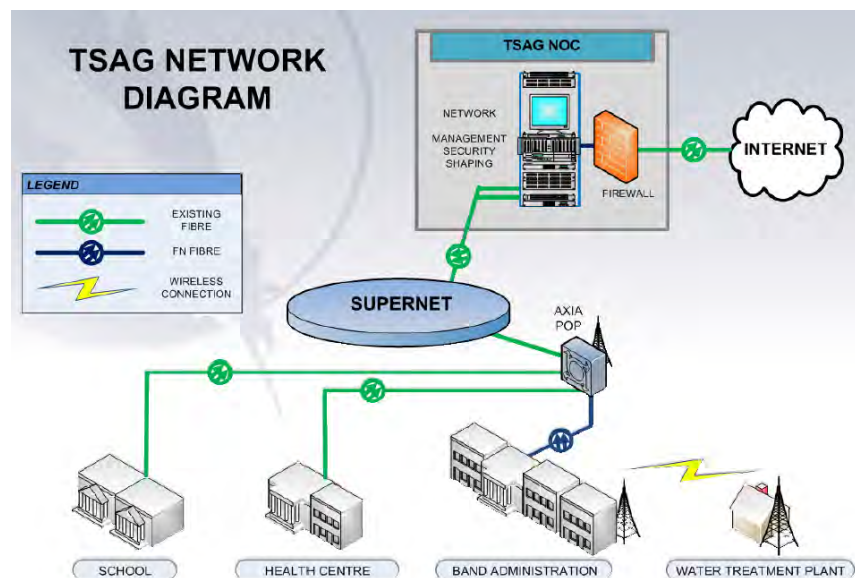 TSAG NETWORK
DIAGRAM
TSAG NOC
NETWORK
MANAGEMENT
SECURITY
SHAPING
FIREWALL
INTERNET
LEGEND
EXISTING
FIBRE
FN FIBRE
WIRELESS
CONNECTION
SUPERNET
AXIA
POP
SCHOOL
HEALTH CENTRE
BAND ADMINISTRATION
WATER TREATMENT PLANT